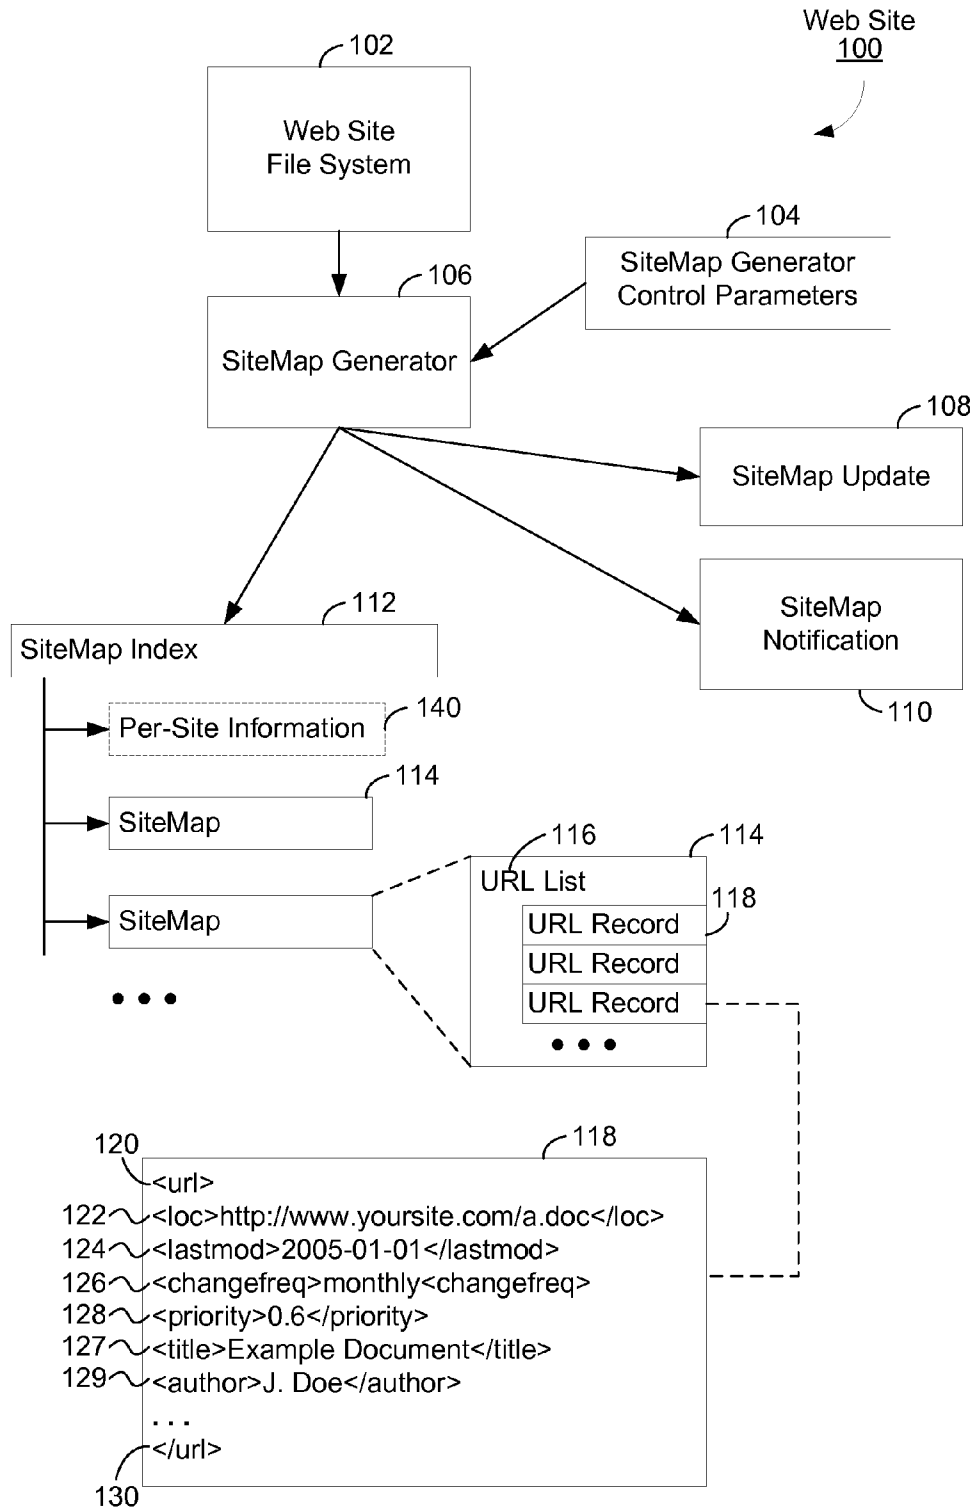 Web Site
100
102
Web Site
File System
104
SiteMap Generator
Control Parameters
106
SiteMap Generator
108
SiteMap Update
SiteMap
Notification
110
112
SiteMap Index
Per-Site Information
140
114
SiteMap
SiteMap
116
114
URL List
118
URL Record
URL Record
URL Record
118
120
<url>
122
<loc>http://www.yoursite.com/a.doc</loc>
124
<lastmod>2005-01-01</lastmod>
126
<changefreq>monthly<changefreq>
128
<priority>0.6</priority>
127
<title>Example Document</title>
129
<author>J. Doe</author>
. . .
</url>
130